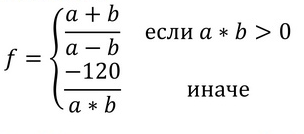 f = { (a + b) / (a − b) если a ∗ b > 0
−120 / (a ∗ b) иначе